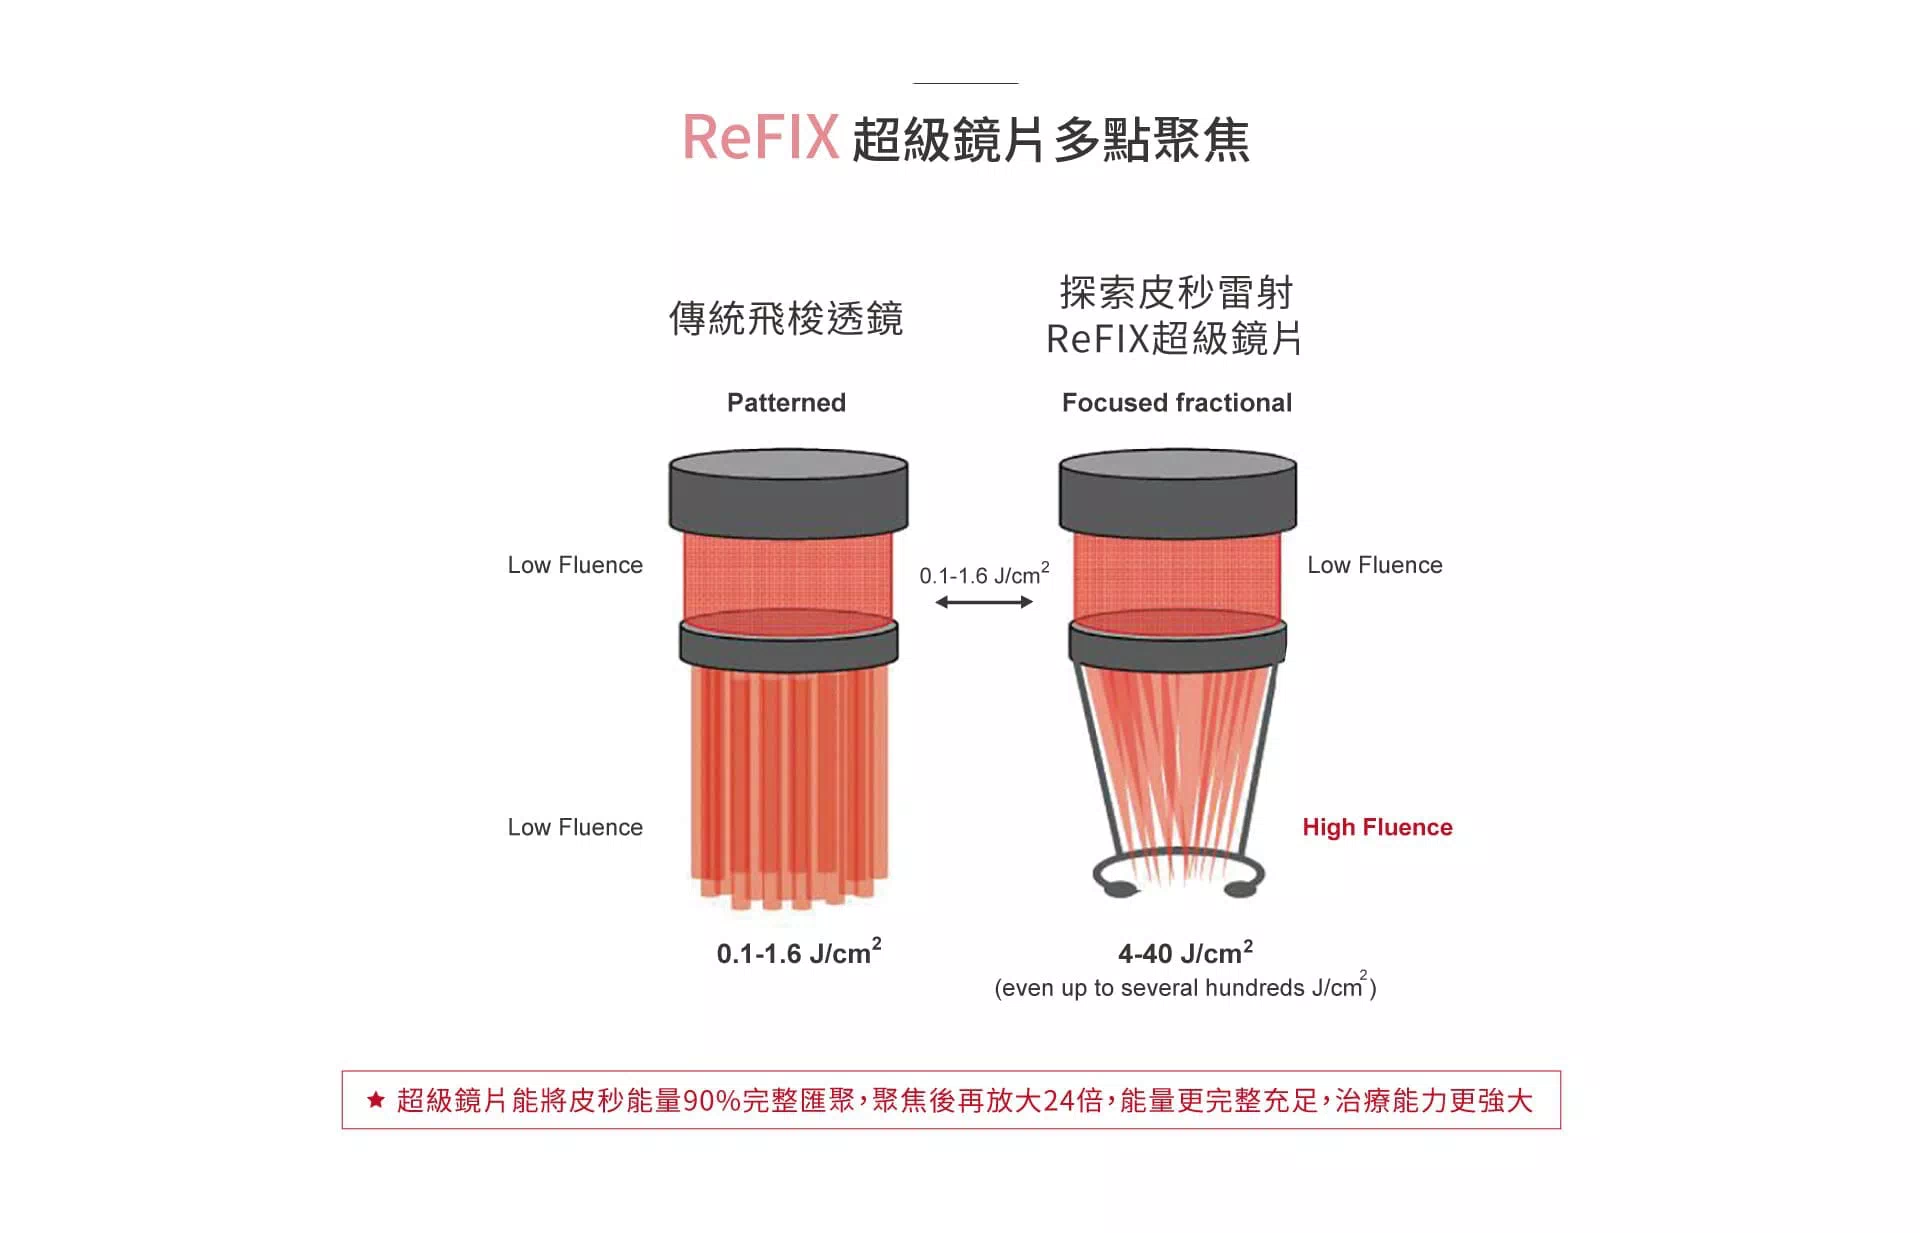 ReFIX 超級鏡片多點聚焦
傳統飛梭透鏡
探索皮秒雷射
ReFIX超級鏡片
Patterned
Focused fractional
Low Fluence
0.1-1.6 J/cm²
Low Fluence
Low Fluence
High Fluence
0.1-1.6 J/cm²
4-40 J/cm²
(even up to several hundreds J/cm²)
★ 超級鏡片能將皮秒能量90%完整匯聚,聚焦後再放大24倍,能量更完整充足,治療能力更強大